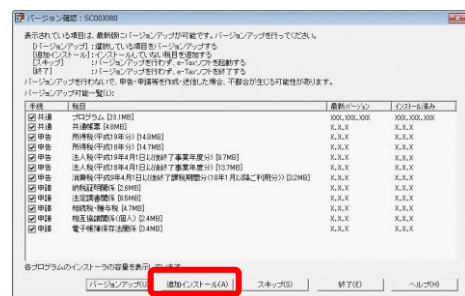 バージョン確認：SC00J080
表示されている項目は、最新版にバージョンアップが可能です。バージョンアップを行ってください。
[バージョンアップ]：選択している項目をバージョンアップする
[追加インストール]：インストールしていない税目を追加する
[スキップ]：バージョンアップを行わず、e-Taxソフトを起動する
[終了]：バージョンアップを行わず、e-Taxソフトを終了する
バージョンアップを行わないで、申告・申請等を作成・送信した場合、不都合が生じる可能性があります。
バージョンアップ可能一覧(L):
手続 税目 最新バージョン インストール済み
共通 プログラム [23.1MB] XXX.XXX.XXX XXX.XXX.XXX
共通 共通帳票 [4.8MB] X.X.X X.X.X
申告 所得税(平成19年分) [14.9MB] X.X.X X.X.X
申告 所得税(平成18年分) [14.7MB] X.X.X X.X.X
申告 法人税(平成19年4月1日以後終了事業年度分) [8.7MB] X.X.X X.X.X
申告 法人税(平成18年4月1日以後終了事業年度分) [13.7MB] X.X.X X.X.X
申告 消費税(平成9年4月1日以後終了課税期間分(18年1月以降ご利用分)) [3.2MB] X.X.X X.X.X
申請 納税証明関係 [2.6MB] X.X.X X.X.X
申請 法定調書関係 [8.5MB] X.X.X X.X.X
申請 相続税・贈与税 [4.7MB] X.X.X X.X.X
申請 相互協議関係(個人) [2.4MB] X.X.X X.X.X
申請 電子帳簿保存法関係 [3.4MB] X.X.X X.X.X
各プログラムのインストーラの容量を表示しています。
バージョンアップ(U) 追加インストール(A) スキップ(S) 終了(E) ヘルプ(H)